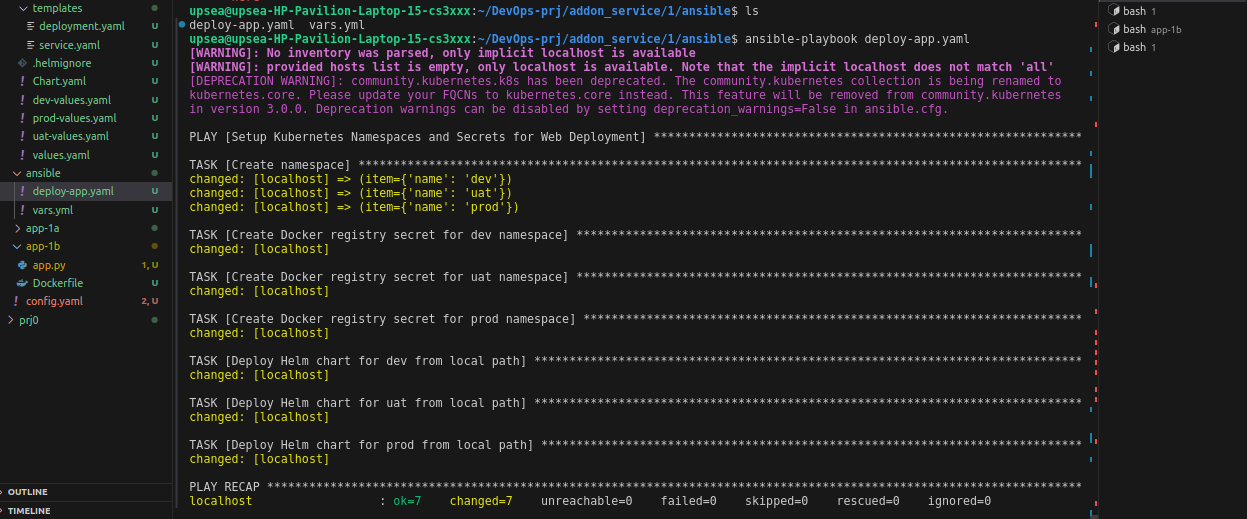 templates
deployment.yaml U
service.yaml U
.helmignore U
Chart.yaml U
dev-values.yaml U
prod-values.yaml U
uat-values.yaml U
values.yaml U
ansible
deploy-app.yaml U
vars.yml U
app-1a
app-1b
app.py 1, U
Dockerfile U
config.yaml 2, U
prj0
OUTLINE
TIMELINE
upsea@upsea-HP-Pavilion-Laptop-15-cs3xxx:~/DevOps-prj/addon_service/1/ansible$ ls
deploy-app.yaml  vars.yml
upsea@upsea-HP-Pavilion-Laptop-15-cs3xxx:~/DevOps-prj/addon_service/1/ansible$ ansible-playbook deploy-app.yaml
[WARNING]: No inventory was parsed, only implicit localhost is available
[WARNING]: provided hosts list is empty, only localhost is available. Note that the implicit localhost does not match 'all'
[DEPRECATION WARNING]: community.kubernetes.k8s has been deprecated. The community.kubernetes collection is being renamed to
kubernetes.core. Please update your FQCNs to kubernetes.core instead. This feature will be removed from community.kubernetes
in version 3.0.0. Deprecation warnings can be disabled by setting deprecation_warnings=False in ansible.cfg.
PLAY [Setup Kubernetes Namespaces and Secrets for Web Deployment] *************************************************************
TASK [Create namespace] *******************************************************************************************************
changed: [localhost] => (item={'name': 'dev'})
changed: [localhost] => (item={'name': 'uat'})
changed: [localhost] => (item={'name': 'prod'})
TASK [Create Docker registry secret for dev namespace] ************************************************************************
changed: [localhost]
TASK [Create Docker registry secret for uat namespace] ************************************************************************
changed: [localhost]
TASK [Create Docker registry secret for prod namespace] ***********************************************************************
changed: [localhost]
TASK [Deploy Helm chart for dev from local path] ******************************************************************************
changed: [localhost]
TASK [Deploy Helm chart for uat from local path] ******************************************************************************
changed: [localhost]
TASK [Deploy Helm chart for prod from local path] *****************************************************************************
changed: [localhost]
PLAY RECAP ********************************************************************************************************************
localhost                  : ok=7    changed=7    unreachable=0    failed=0    skipped=0    rescued=0    ignored=0
bash 1
bash app-1b
bash 1